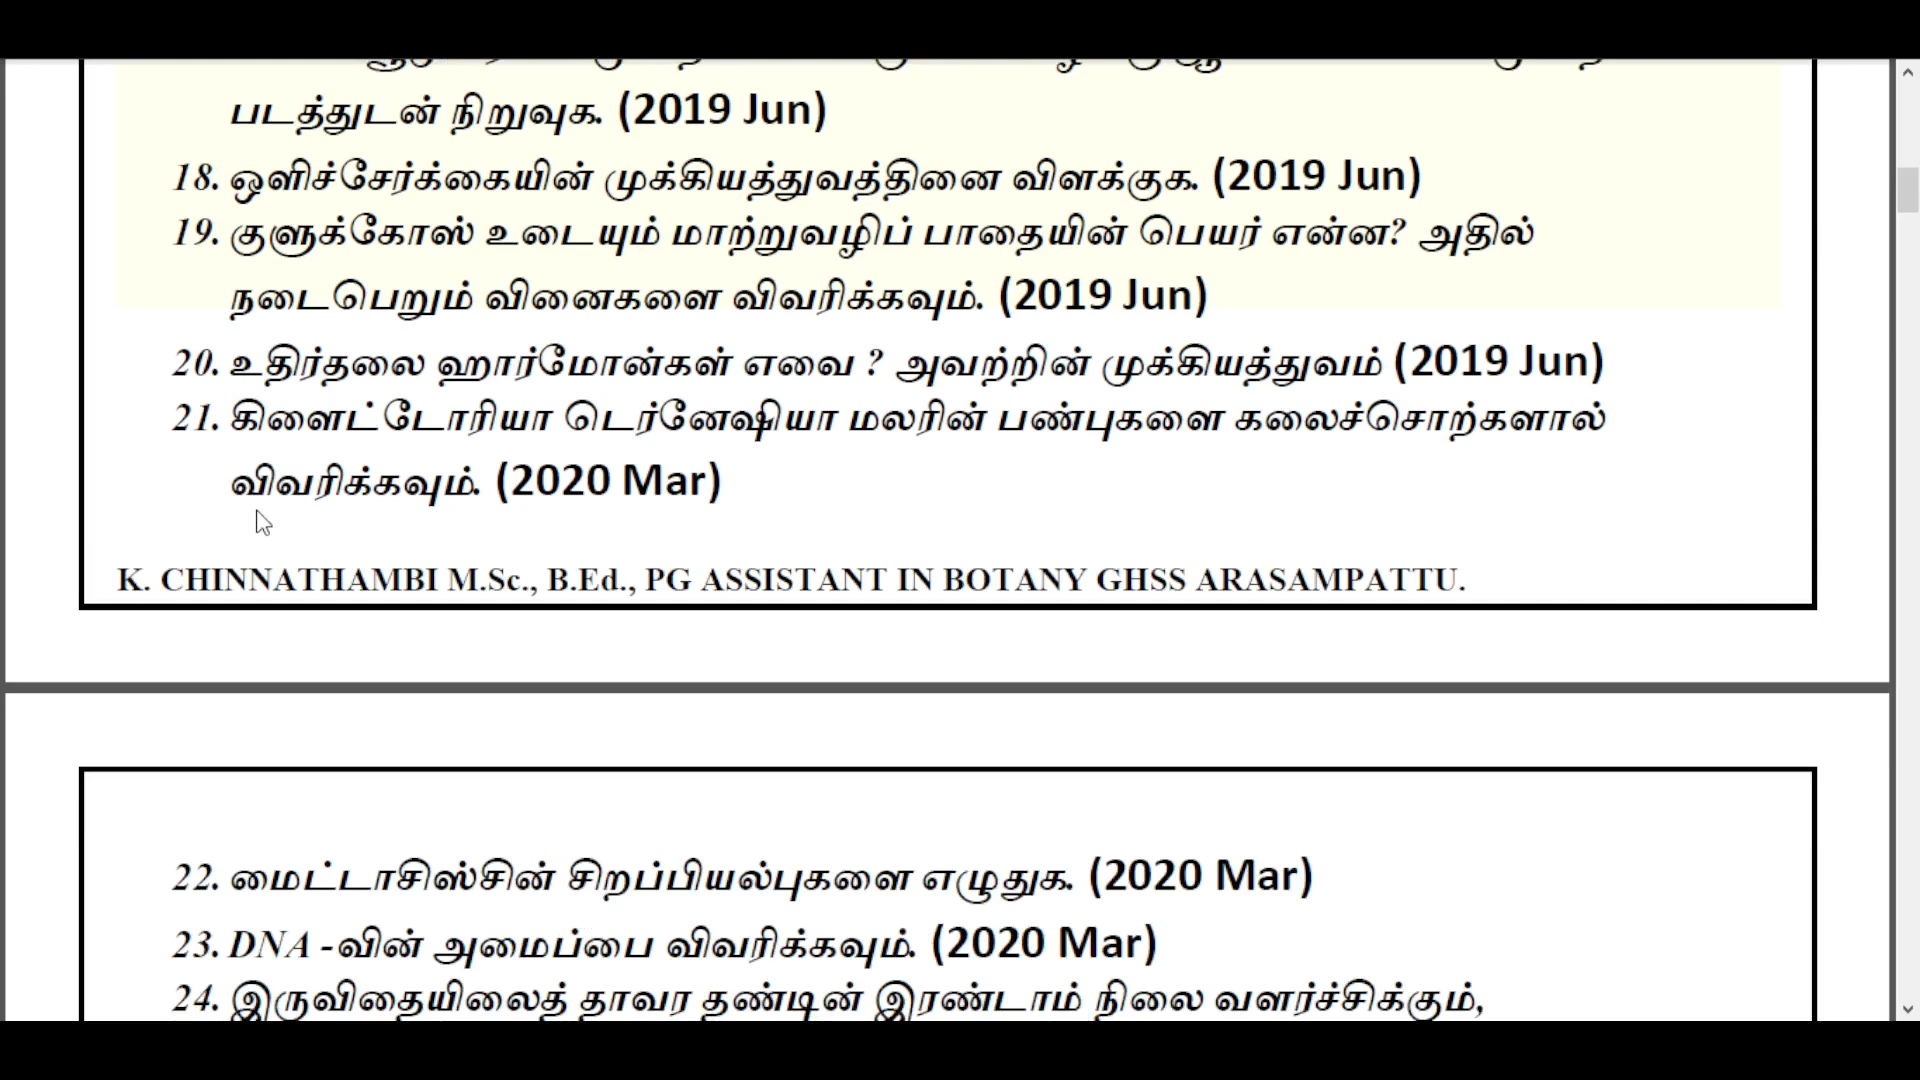 படத்துடன் நிறுவுக. (2019 Jun)
18. ஒளிச்சேர்க்கையின் முக்கியத்துவத்தினை விளக்குக. (2019 Jun)
19. குளுக்கோஸ் உடையும் மாற்றுவழிப் பாதையின் பெயர் என்ன? அதில்
நடைபெறும் வினைகளை விவரிக்கவும். (2019 Jun)
20. உதிர்தலை ஹார்மோன்கள் எவை ? அவற்றின் முக்கியத்துவம் (2019 Jun)
21. கிளைட்டோரியா டெர்னேஷியா மலரின் பண்புகளை கலைச்சொற்களால்
விவரிக்கவும். (2020 Mar)
K. CHINNATHAMBI M.Sc., B.Ed., PG ASSISTANT IN BOTANY GHSS ARASAMPATTU.
22. மைட்டாசிஸ்சின் சிறப்பியல்புகளை எழுதுக. (2020 Mar)
23. DNA -வின் அமைப்பை விவரிக்கவும். (2020 Mar)
24. இருவிதையிலைத் தாவர தண்டின் இரண்டாம் நிலை வளர்ச்சிக்கும்,